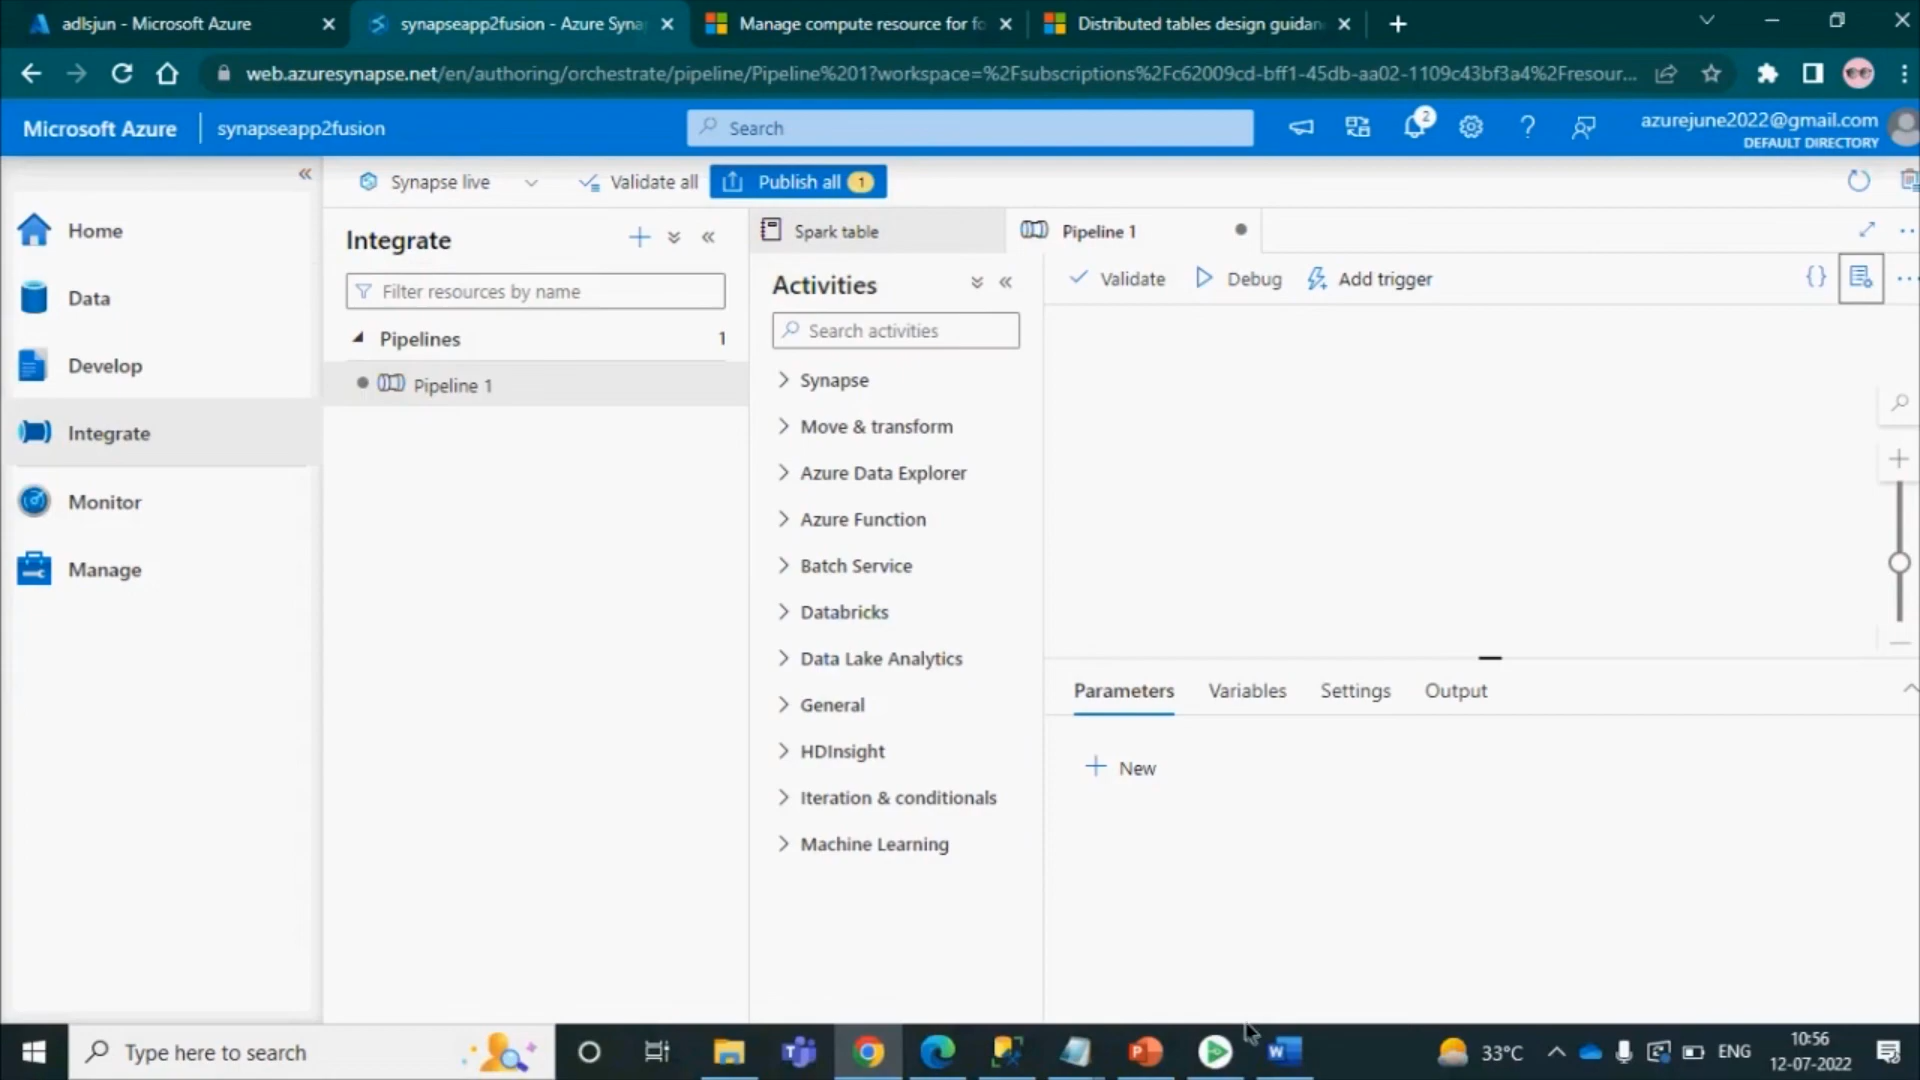 adlsjun - Microsoft Azure
synapseapp2fusion - Azure Syna
Manage compute resource for fo
Distributed tables design guidan
web.azuresynapse.net/en/authoring/orchestrate/pipeline/Pipeline%201?workspace=%2Fsubscriptions%2Fc62009cd-bff1-45db-aa02-1109c43bf3a4%2Fresour...
Microsoft Azure
synapseapp2fusion
Search
2
azurejune2022@gmail.com
DEFAULT DIRECTORY
Synapse live
Validate all
Publish all 1
Home
Data
Develop
Integrate
Monitor
Manage
Integrate
Filter resources by name
Pipelines 1
Pipeline 1
Spark table
Pipeline 1
Activities
Search activities
Synapse
Move & transform
Azure Data Explorer
Azure Function
Batch Service
Databricks
Data Lake Analytics
General
HDInsight
Iteration & conditionals
Machine Learning
Validate
Debug
Add trigger
{}
Parameters
Variables
Settings
Output
New
Type here to search
33°C
ENG
10:56
12-07-2022